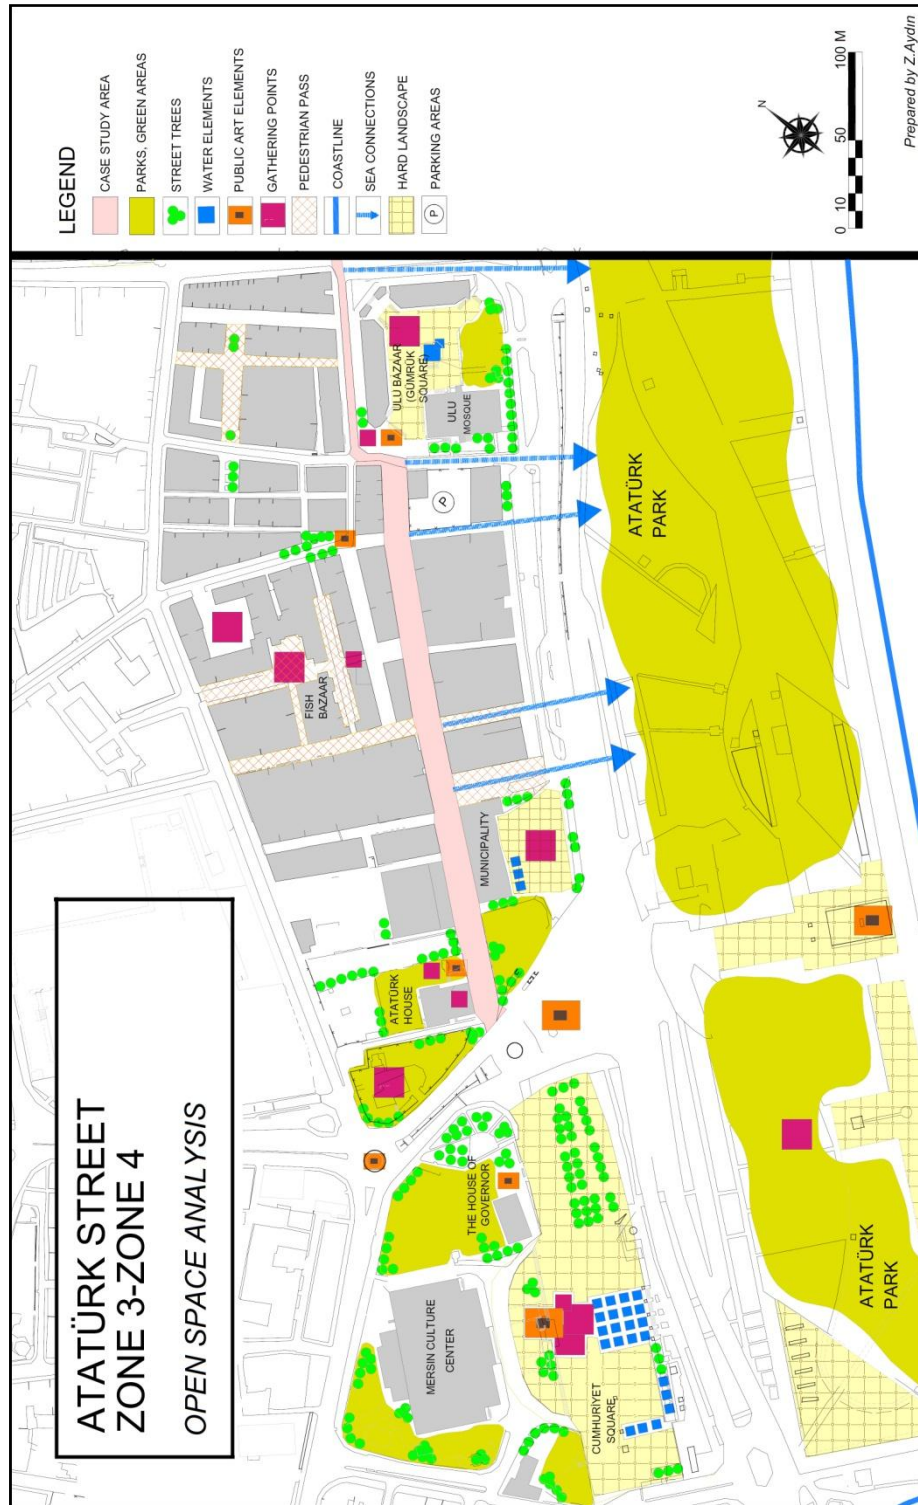 ATATÜRK STREET
ZONE 3-ZONE 4
OPEN SPACE ANALYSIS
LEGEND
CASE STUDY AREA
PARKS, GREEN AREAS
STREET TREES
WATER ELEMENTS
PUBLIC ART ELEMENTS
GATHERING POINTS
PEDESTRIAN PASS
COASTLINE
SEA CONNECTIONS
HARD LANDSCAPE
P
PARKING AREAS
N
0
10
50
100 M
Prepared by Z.Aydın
MERSIN CULTURE
CENTER
THE HOUSE OF
GOVERNOR
CUMHURİYET
SQUARE
ATATÜRK
HOUSE
MUNICIPALITY
FISH
BAZAAR
P
ULU BAZAAR
(GÜMRÜK
SQUARE)
ULU
MOSQUE
ATATÜRK
PARK
ATATÜRK
PARK